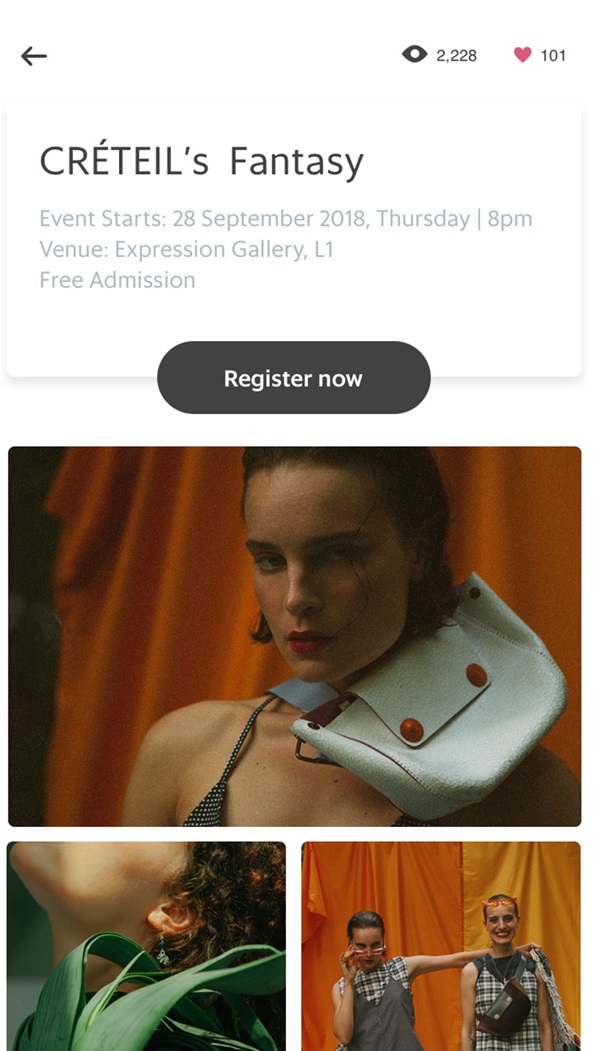 2,228 101
CRÉTEIL's Fantasy
Event Starts: 28 September 2018, Thursday | 8pm
Venue: Expression Gallery, L1
Free Admission
Register now